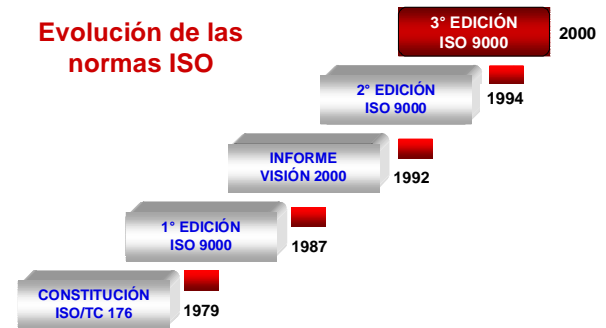 Evolución de las
normas ISO
3° EDICIÓN
ISO 9000
2000
2° EDICIÓN
ISO 9000
1994
INFORME
VISIÓN 2000
1992
1° EDICIÓN
ISO 9000
1987
CONSTITUCIÓN
ISO/TC 176
1979